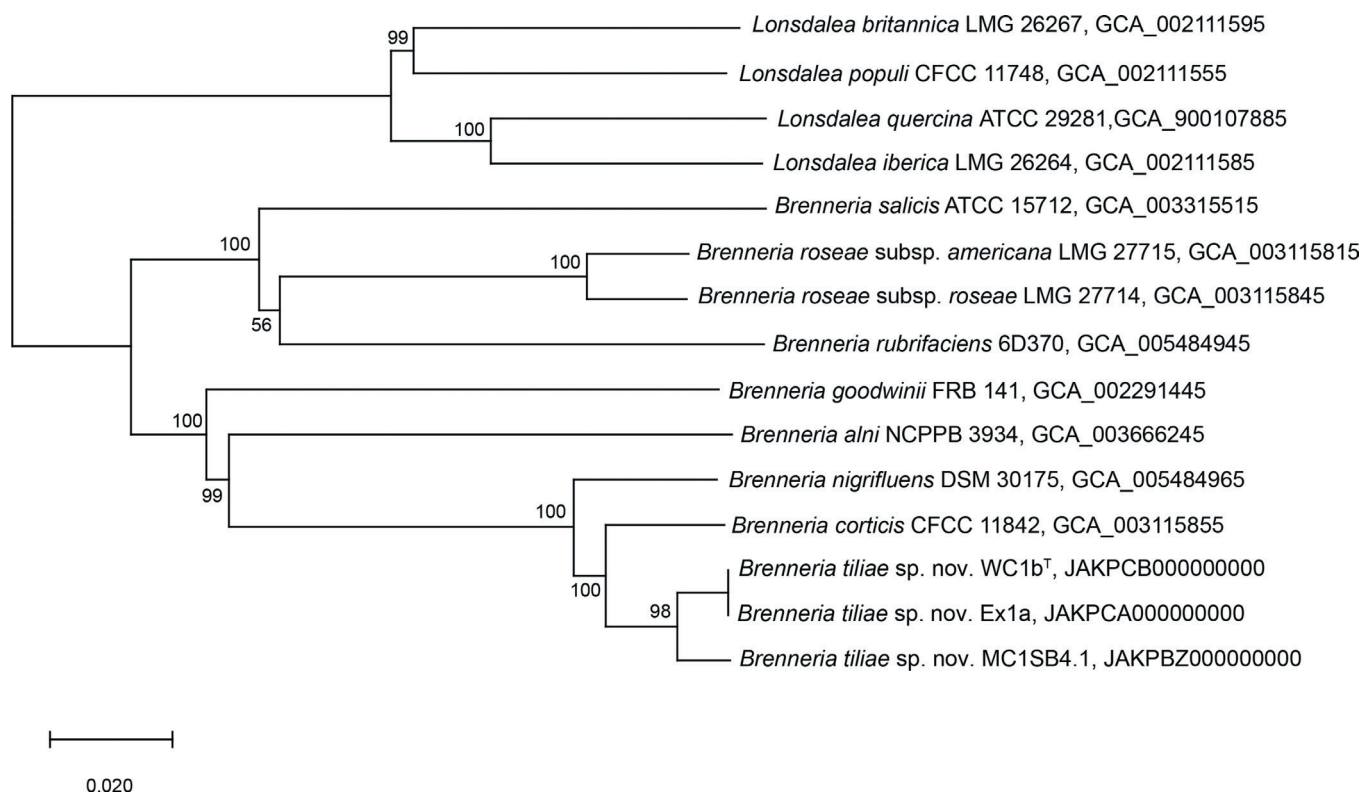 99
Lonsdalea britannica LMG 26267, GCA_002111595
Lonsdalea populi CFCC 11748, GCA_002111555
100
Lonsdalea quercina ATCC 29281,GCA_900107885
Lonsdalea iberica LMG 26264, GCA_002111585
Brenneria salicis ATCC 15712, GCA_003315515
100
Brenneria roseae subsp. americana LMG 27715, GCA_003115815
100
Brenneria roseae subsp. roseae LMG 27714, GCA_003115845
56
Brenneria rubrifaciens 6D370, GCA_005484945
Brenneria goodwinii FRB 141, GCA_002291445
100
Brenneria alni NCPPB 3934, GCA_003666245
99
Brenneria nigrifluens DSM 30175, GCA_005484965
100
Brenneria corticis CFCC 11842, GCA_003115855
Brenneria tiliae sp. nov. WC1bᵀ, JAKPCB000000000
100
98
Brenneria tiliae sp. nov. Ex1a, JAKPCA000000000
Brenneria tiliae sp. nov. MC1SB4.1, JAKPBZ000000000
0.020